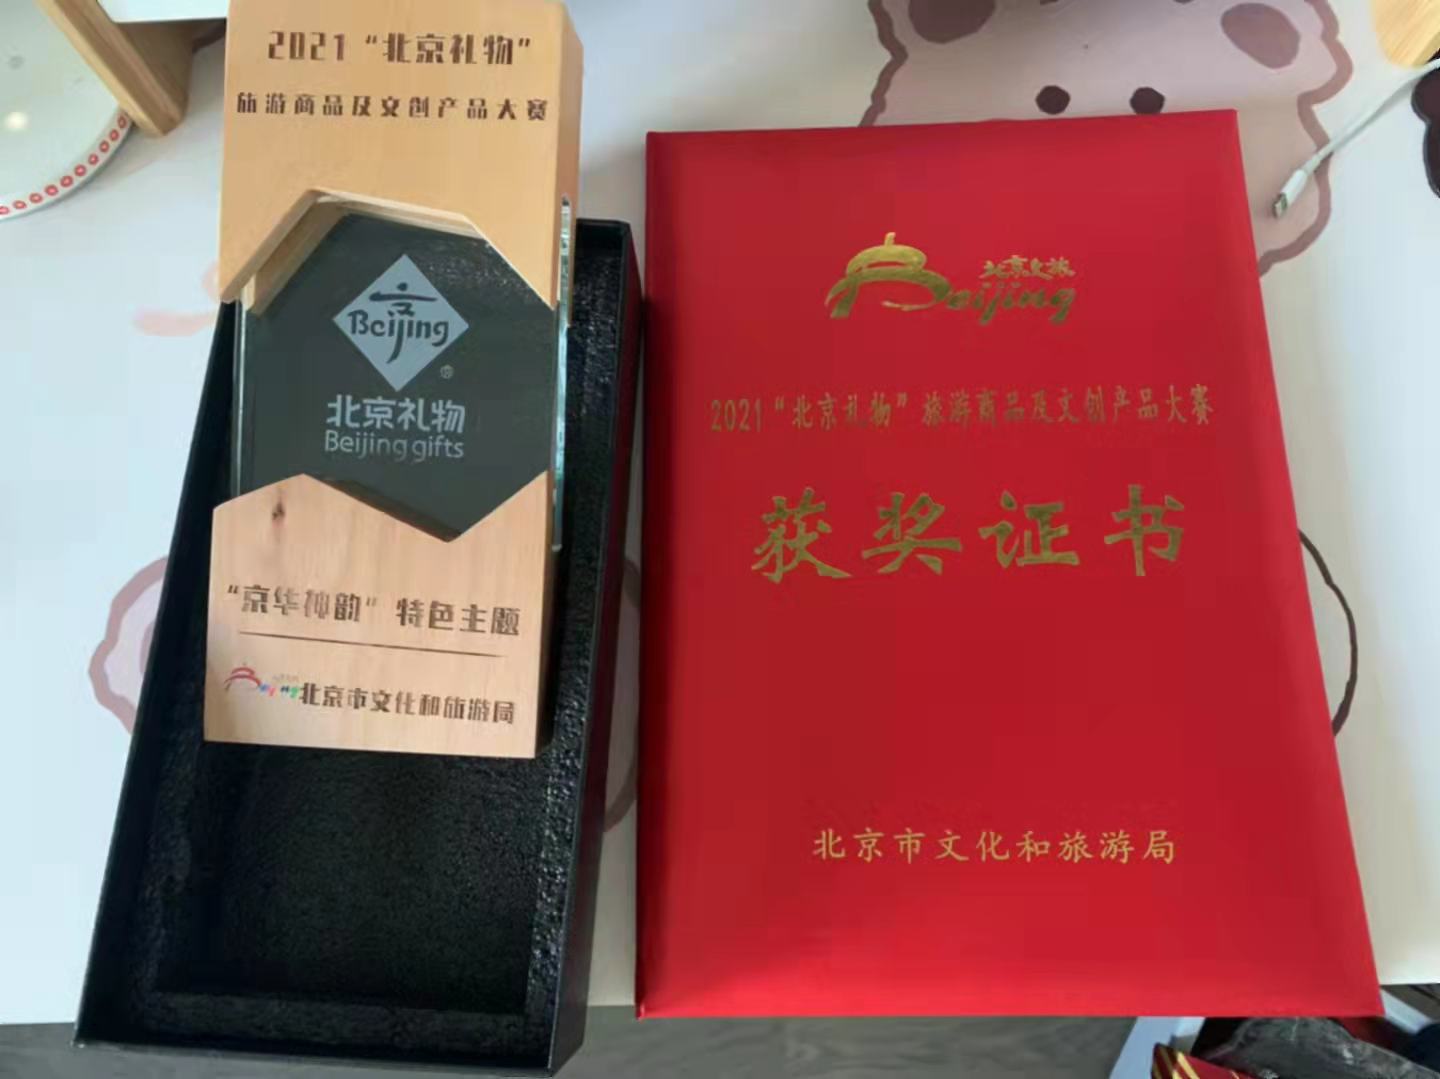 2021 “北京礼物”
旅游商品及文创产品大赛
Beijing
北京礼物
Beijing gifts
“京华神韵” 特色主题
Beijing 北京市文化和旅游局
北京文旅
Beijing
2021 “北京礼物” 旅游商品及文创产品大赛
获奖证书
北京市文化和旅游局